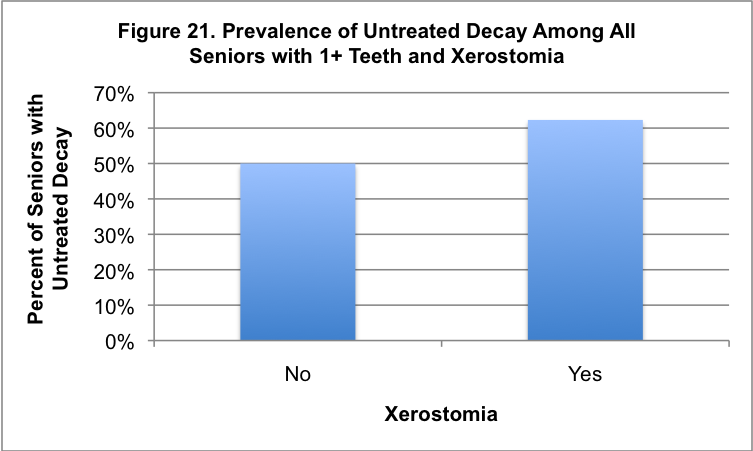 Figure 21. Prevalence of Untreated Decay Among All
Seniors with 1+ Teeth and Xerostomia
Percent of Seniors with
Untreated Decay
70%
60%
50%
40%
30%
20%
10%
0%
No
Yes
Xerostomia